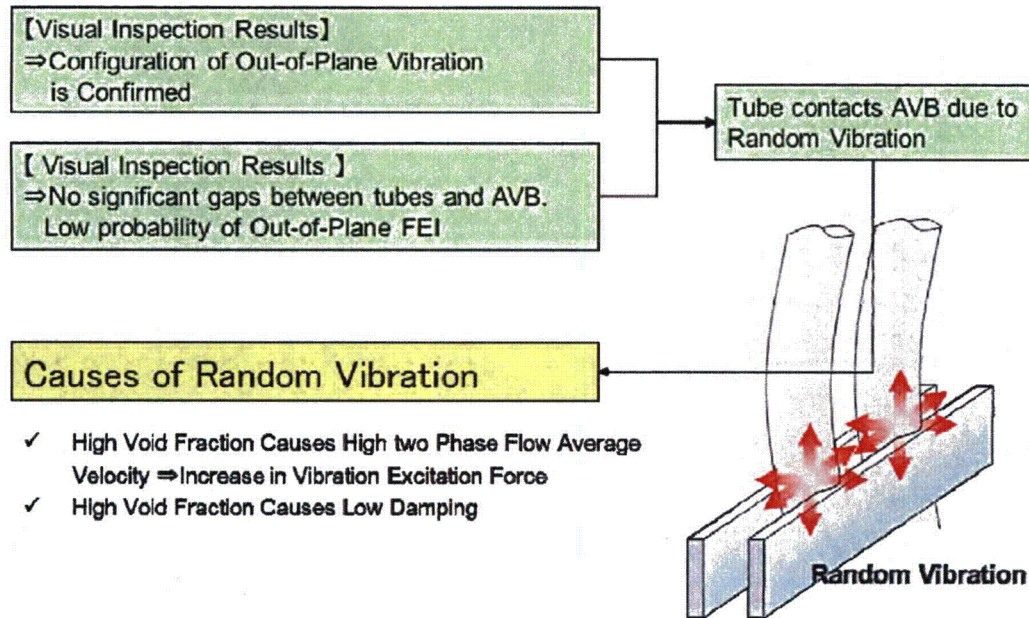 【Visual Inspection Results】
⇒Configuration of Out-of-Plane Vibration
is Confirmed
【 Visual Inspection Results 】
⇒No significant gaps between tubes and AVB.
Low probability of Out-of-Plane FEI
Tube contacts AVB due to
Random Vibration
Causes of Random Vibration
✓ High Void Fraction Causes High two Phase Flow Average
Velocity ⇒Increase in Vibration Excitation Force
✓ High Void Fraction Causes Low Damping
Random Vibration